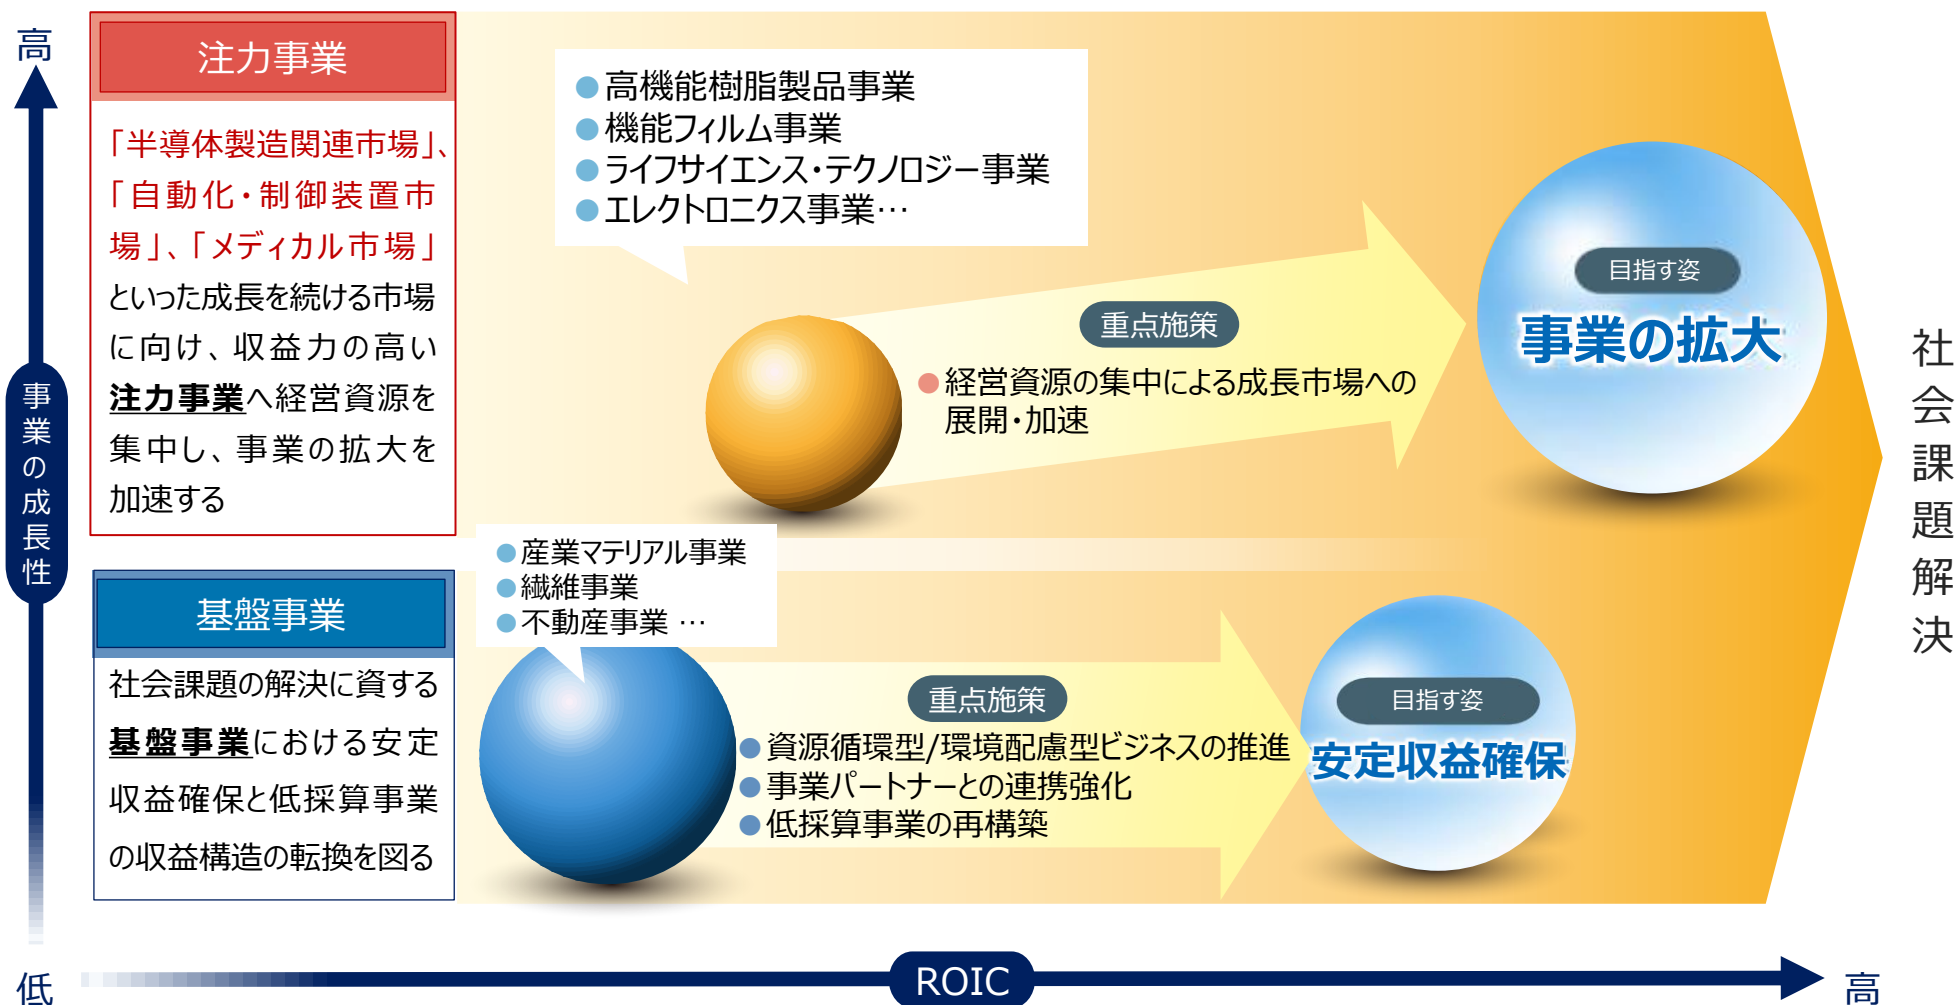 高
注力事業
「半導体製造関連市場」、
「自動化・制御装置市
場」、「メディカル市場」
といった成長を続ける市場
に向け、収益力の高い
注力事業へ経営資源を
集中し、事業の拡大を
加速する
●高機能樹脂製品事業
●機能フィルム事業
●ライフサイエンス・テクノロジー事業
●エレクトロニクス事業…
重点施策
●経営資源の集中による成長市場への
展開・加速
目指す姿
事業の拡大
事業の成長性
基盤事業
社会課題の解決に資する
基盤事業における安定
収益確保と低採算事業
の収益構造の転換を図る
●産業マテリアル事業
●繊維事業
●不動産事業 …
重点施策
●資源循環型/環境配慮型ビジネスの推進
●事業パートナーとの連携強化
●低採算事業の再構築
目指す姿
安定収益確保
社会課題解決
低
ROIC
高